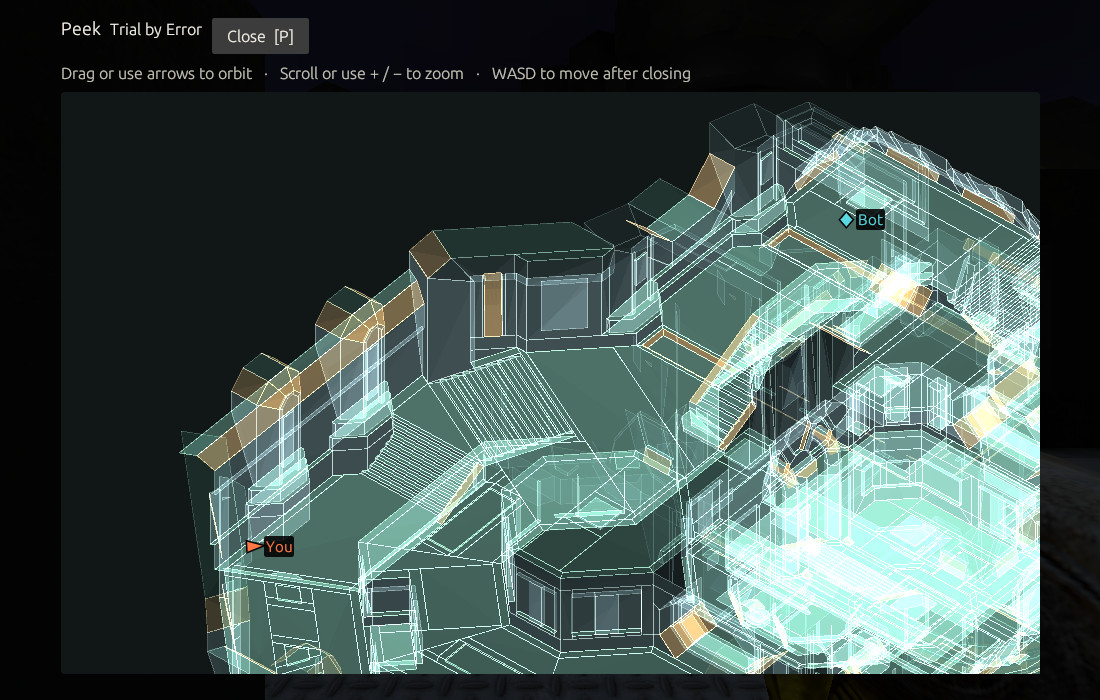 Peek Trial by Error Close [P]
Drag or use arrows to orbit · Scroll or use + / − to zoom · WASD to move after closing
Bot
You